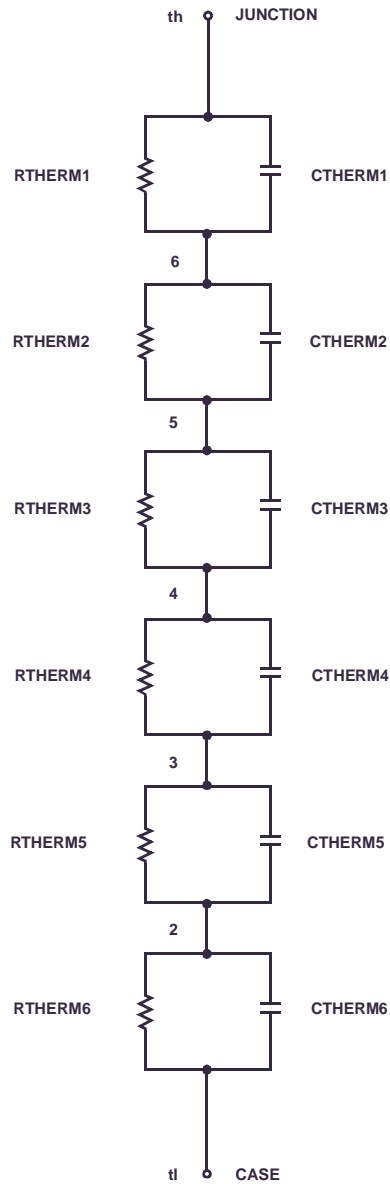 th JUNCTION
RTHERM1 CTHERM1
6
RTHERM2 CTHERM2
5
RTHERM3 CTHERM3
4
RTHERM4 CTHERM4
3
RTHERM5 CTHERM5
2
RTHERM6 CTHERM6
tl CASE